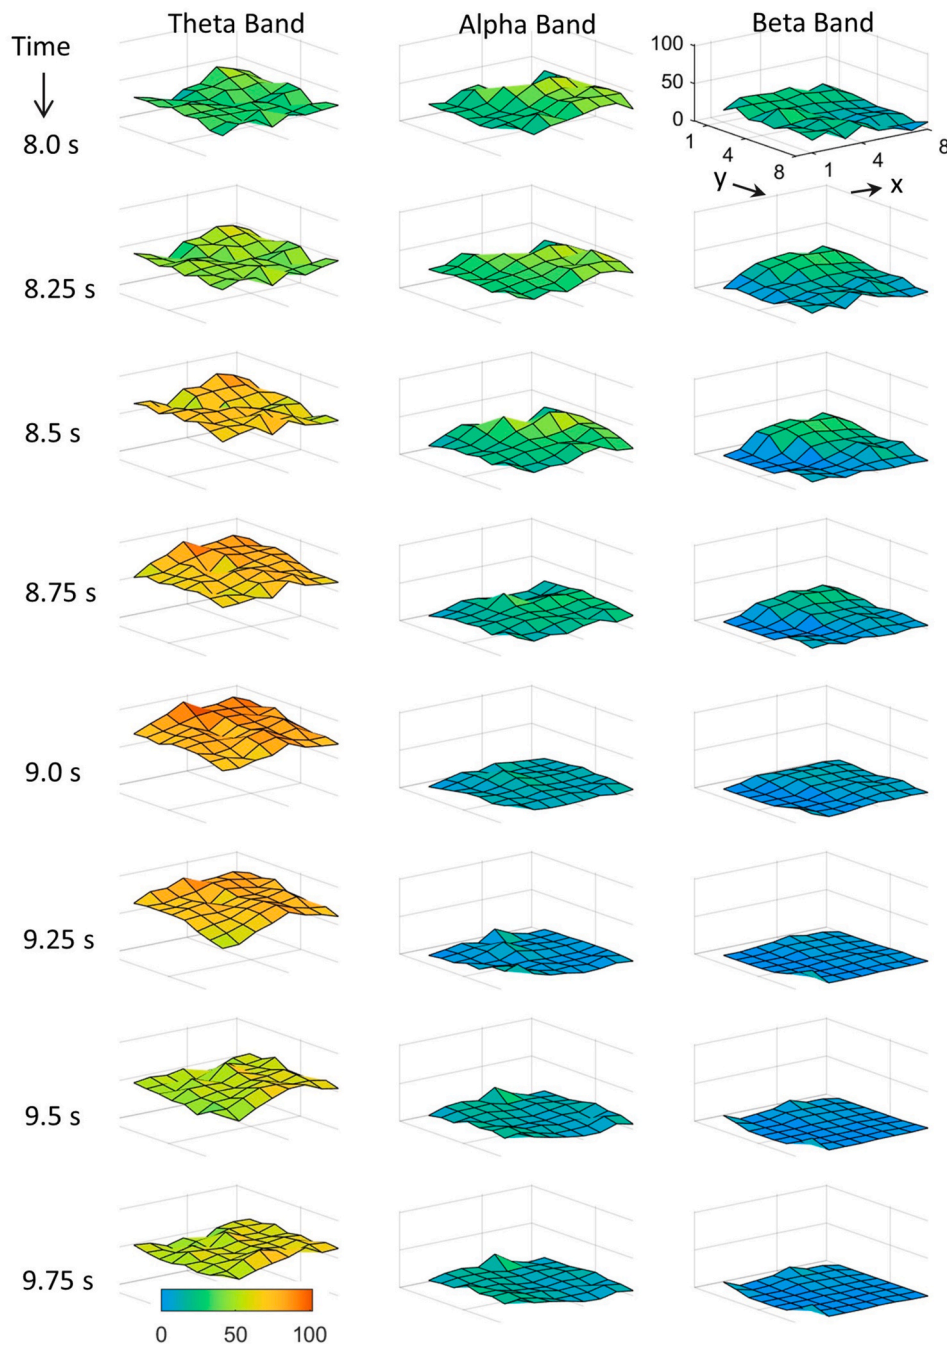 Theta Band
Alpha Band
Beta Band
Time
100
50
0
1
4
8
1
4
8
y
x
8.0 s
8.25 s
8.5 s
8.75 s
9.0 s
9.25 s
9.5 s
9.75 s
0 50 100